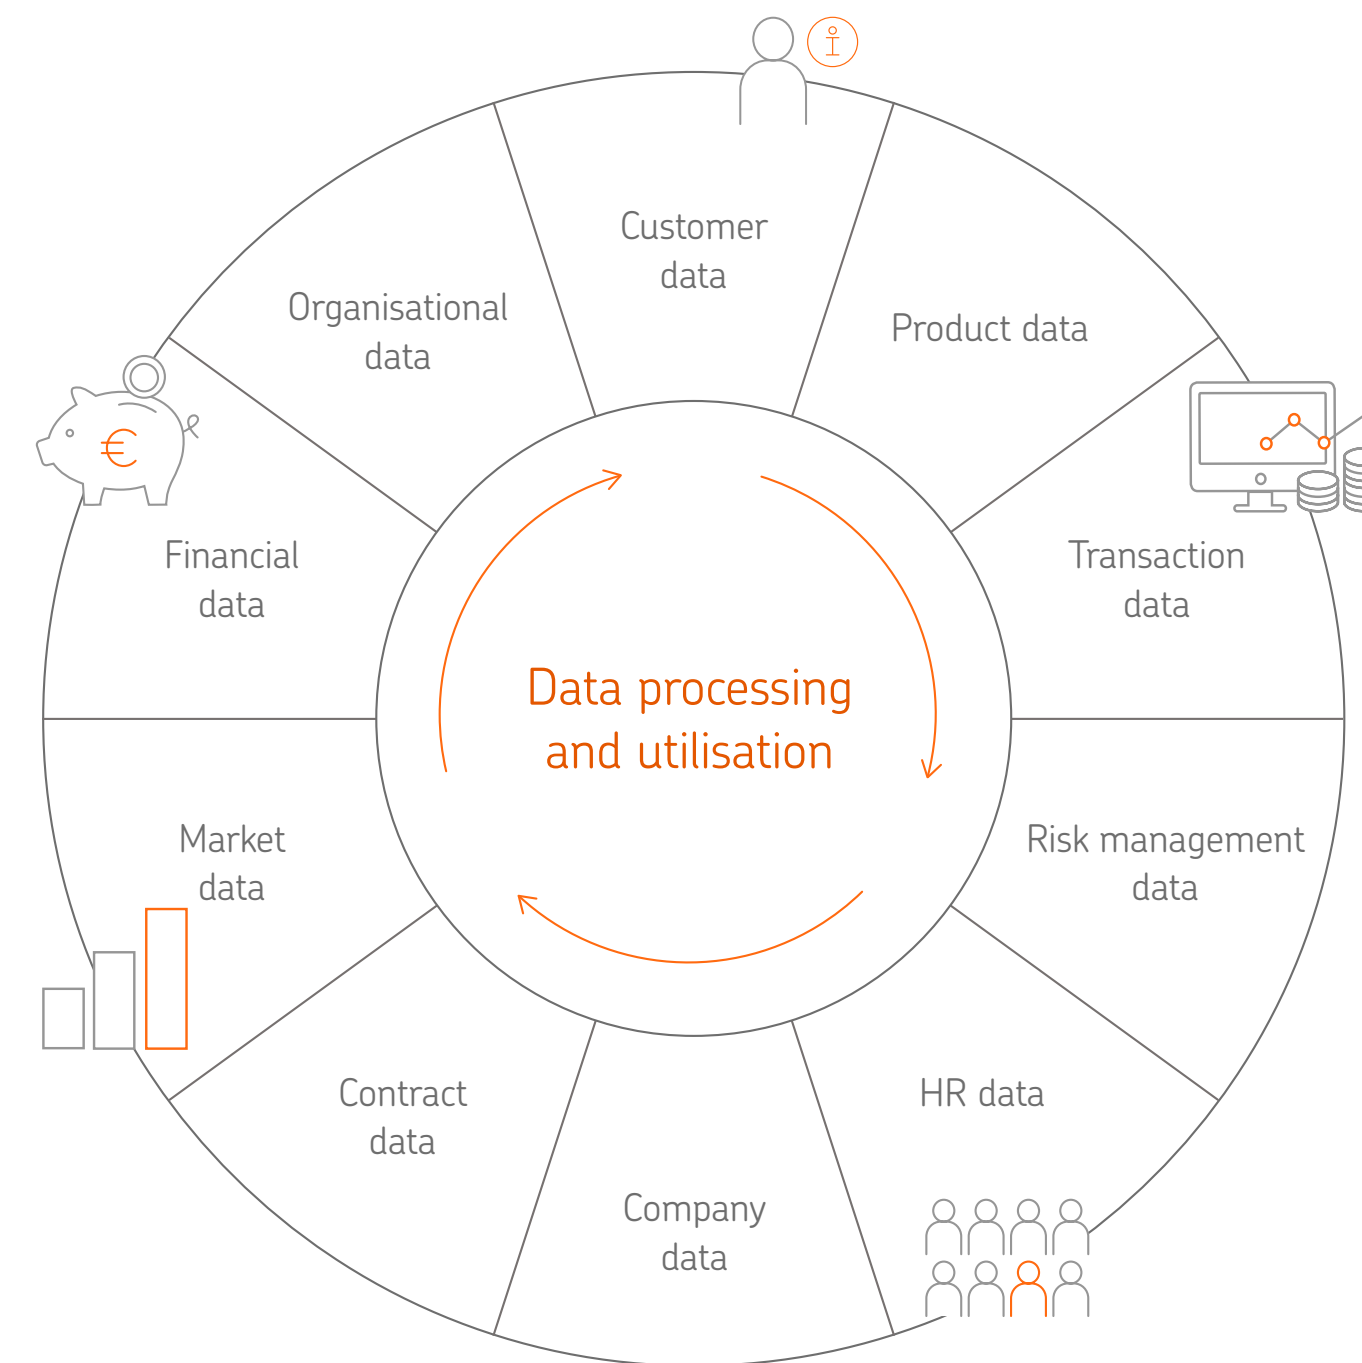 Customer
data
Product data
Transaction
data
Risk management
data
HR data
Company
data
Contract
data
Market
data
Financial
data
€
Organisational
data
Data processing
and utilisation
i